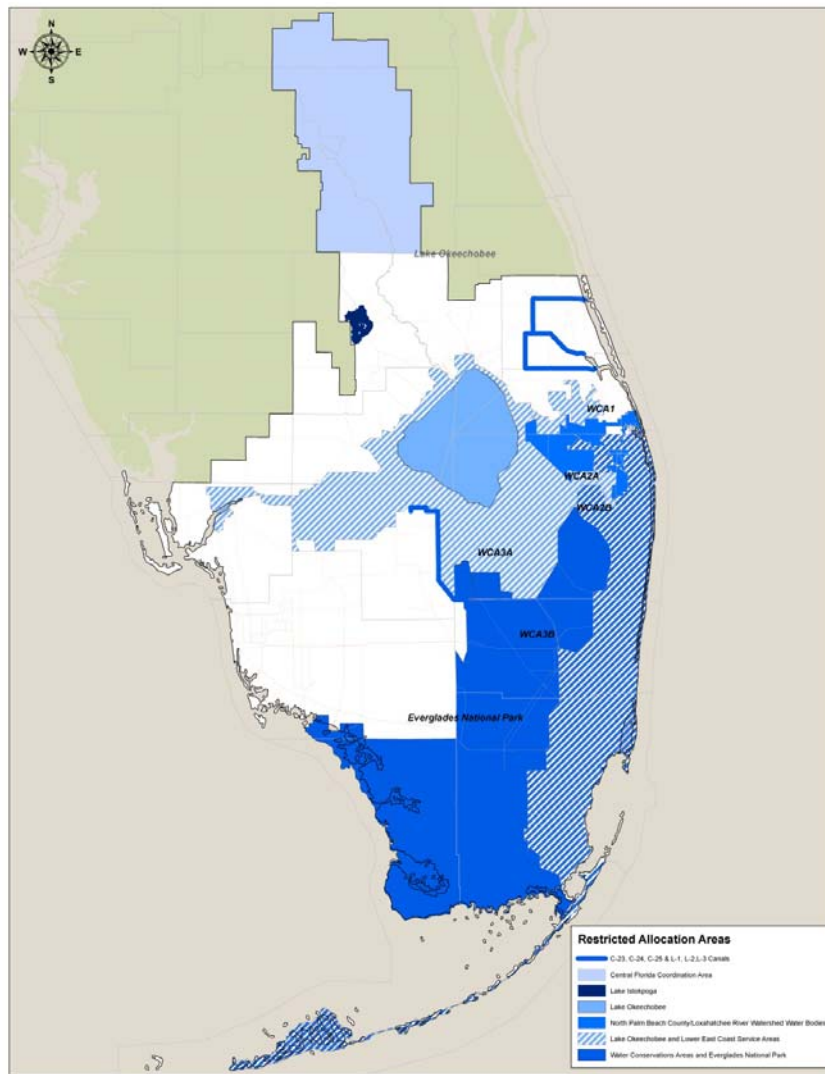 N
W E
S
Lake Okeechobee
WCA1
WCA2A
WCA2B
WCA3A
WCA3B
Everglades National Park
Restricted Allocation Areas
C-23, C-24, C-25 & L-1, L-2,L-3 Canals
Central Florida Coordination Area
Lake Istokpoga
Lake Okeechobee
North Palm Beach County/Loxahatchee River Watershed Water Bodies
Lake Okeechobee and Lower East Coast Service Areas
Water Conservations Areas and Everglades National Park